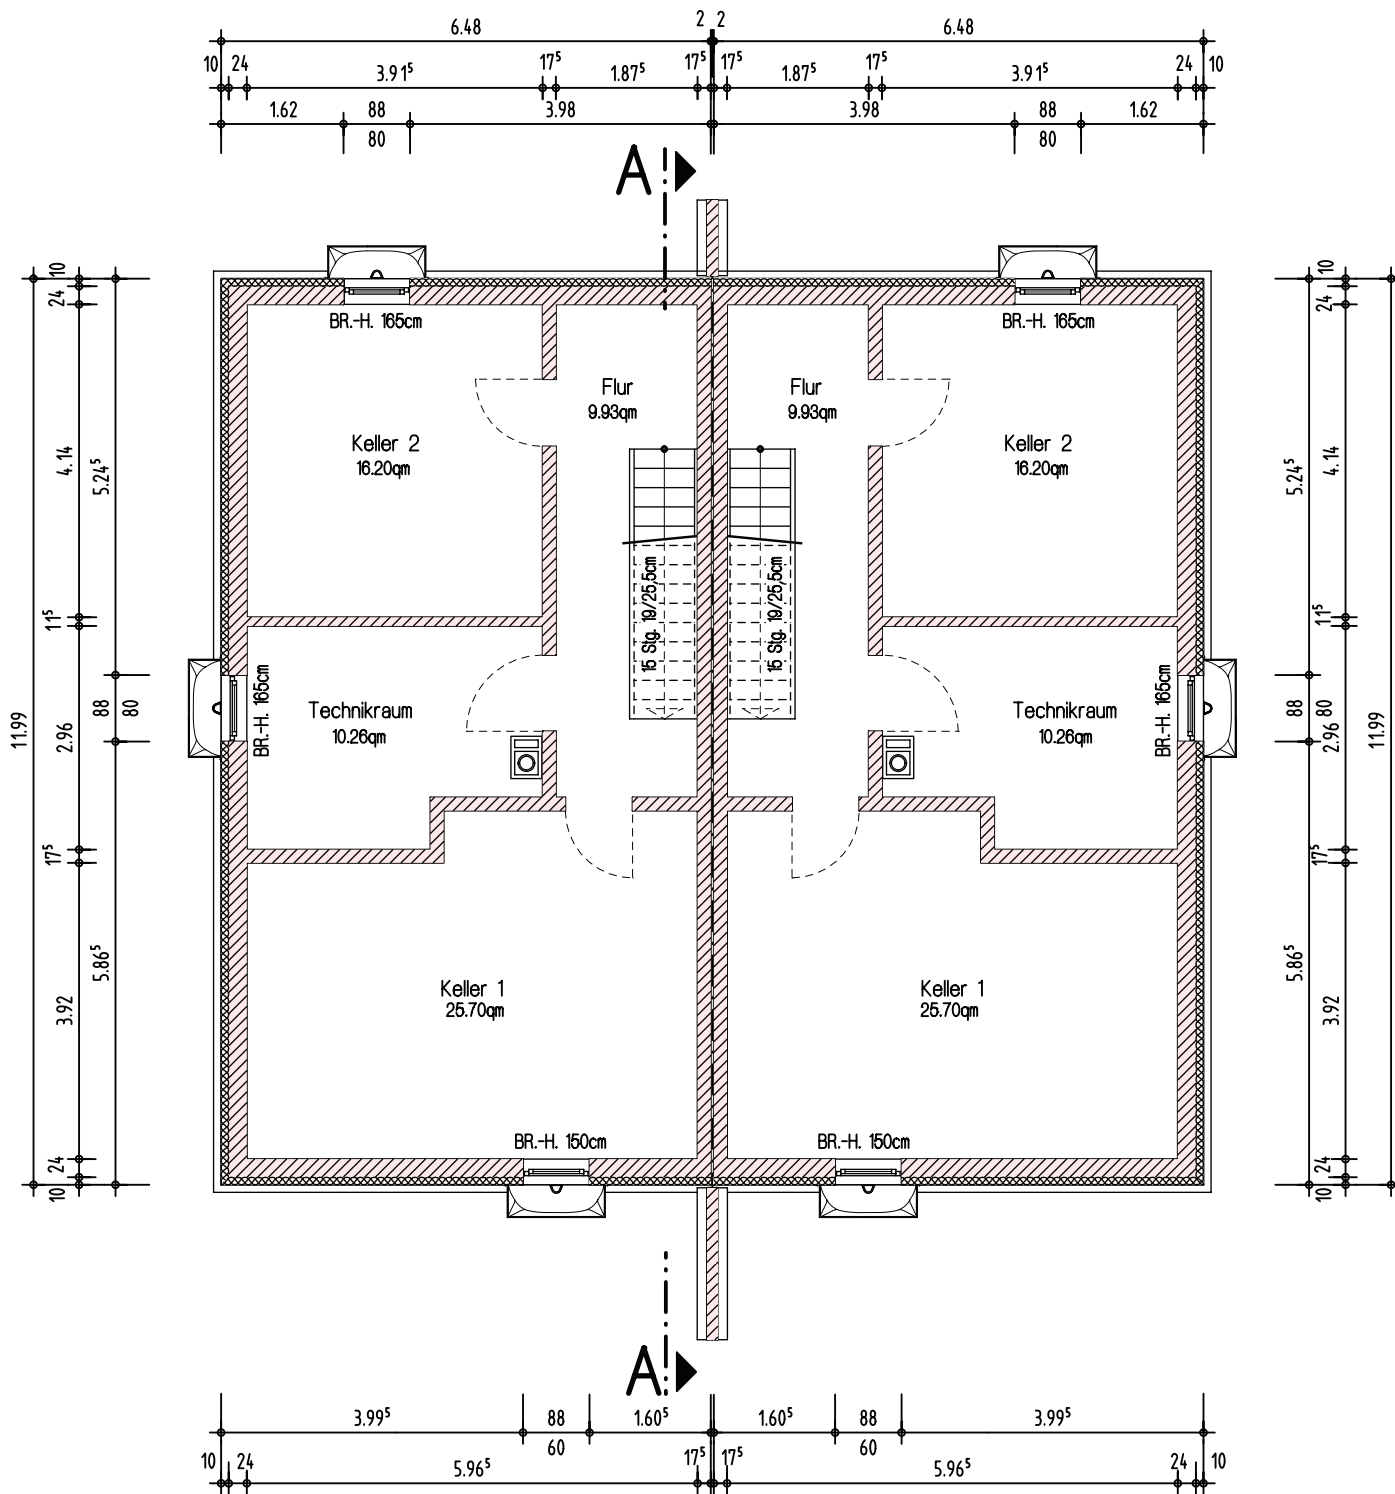 6.48 2 2 6.48
10 24 3.91⁵ 17⁵ 1.87⁵ 17⁵ 17⁵ 1.87⁵ 17⁵ 3.91⁵ 24 10
1.62 88 3.98 3.98 88 1.62
80 80
A
BR.-H. 165cm
BR.-H. 165cm
Flur
9.93qm
Flur
9.93qm
Keller 2
16.20qm
Keller 2
16.20qm
15 Stg. 19/25,5cm
15 Stg. 19/25,5cm
BR.-H. 165cm
Technikraum
10.26qm
Technikraum
10.26qm
BR.-H. 165cm
Keller 1
25.70qm
Keller 1
25.70qm
BR.-H. 150cm
BR.-H. 150cm
A
11.99
10
24
4.14
11⁵
2.96
17⁵
3.92
24
10
5.24⁵
88
80
5.86⁵
5.24⁵
88
80
5.86⁵
10
24
4.14
11⁵
2.96
17⁵
3.92
24
10
11.99
3.99⁵ 88 1.60⁵ 1.60⁵ 88 3.99⁵
60 60
10 24 5.96⁵ 17⁵ 17⁵ 5.96⁵ 24 10